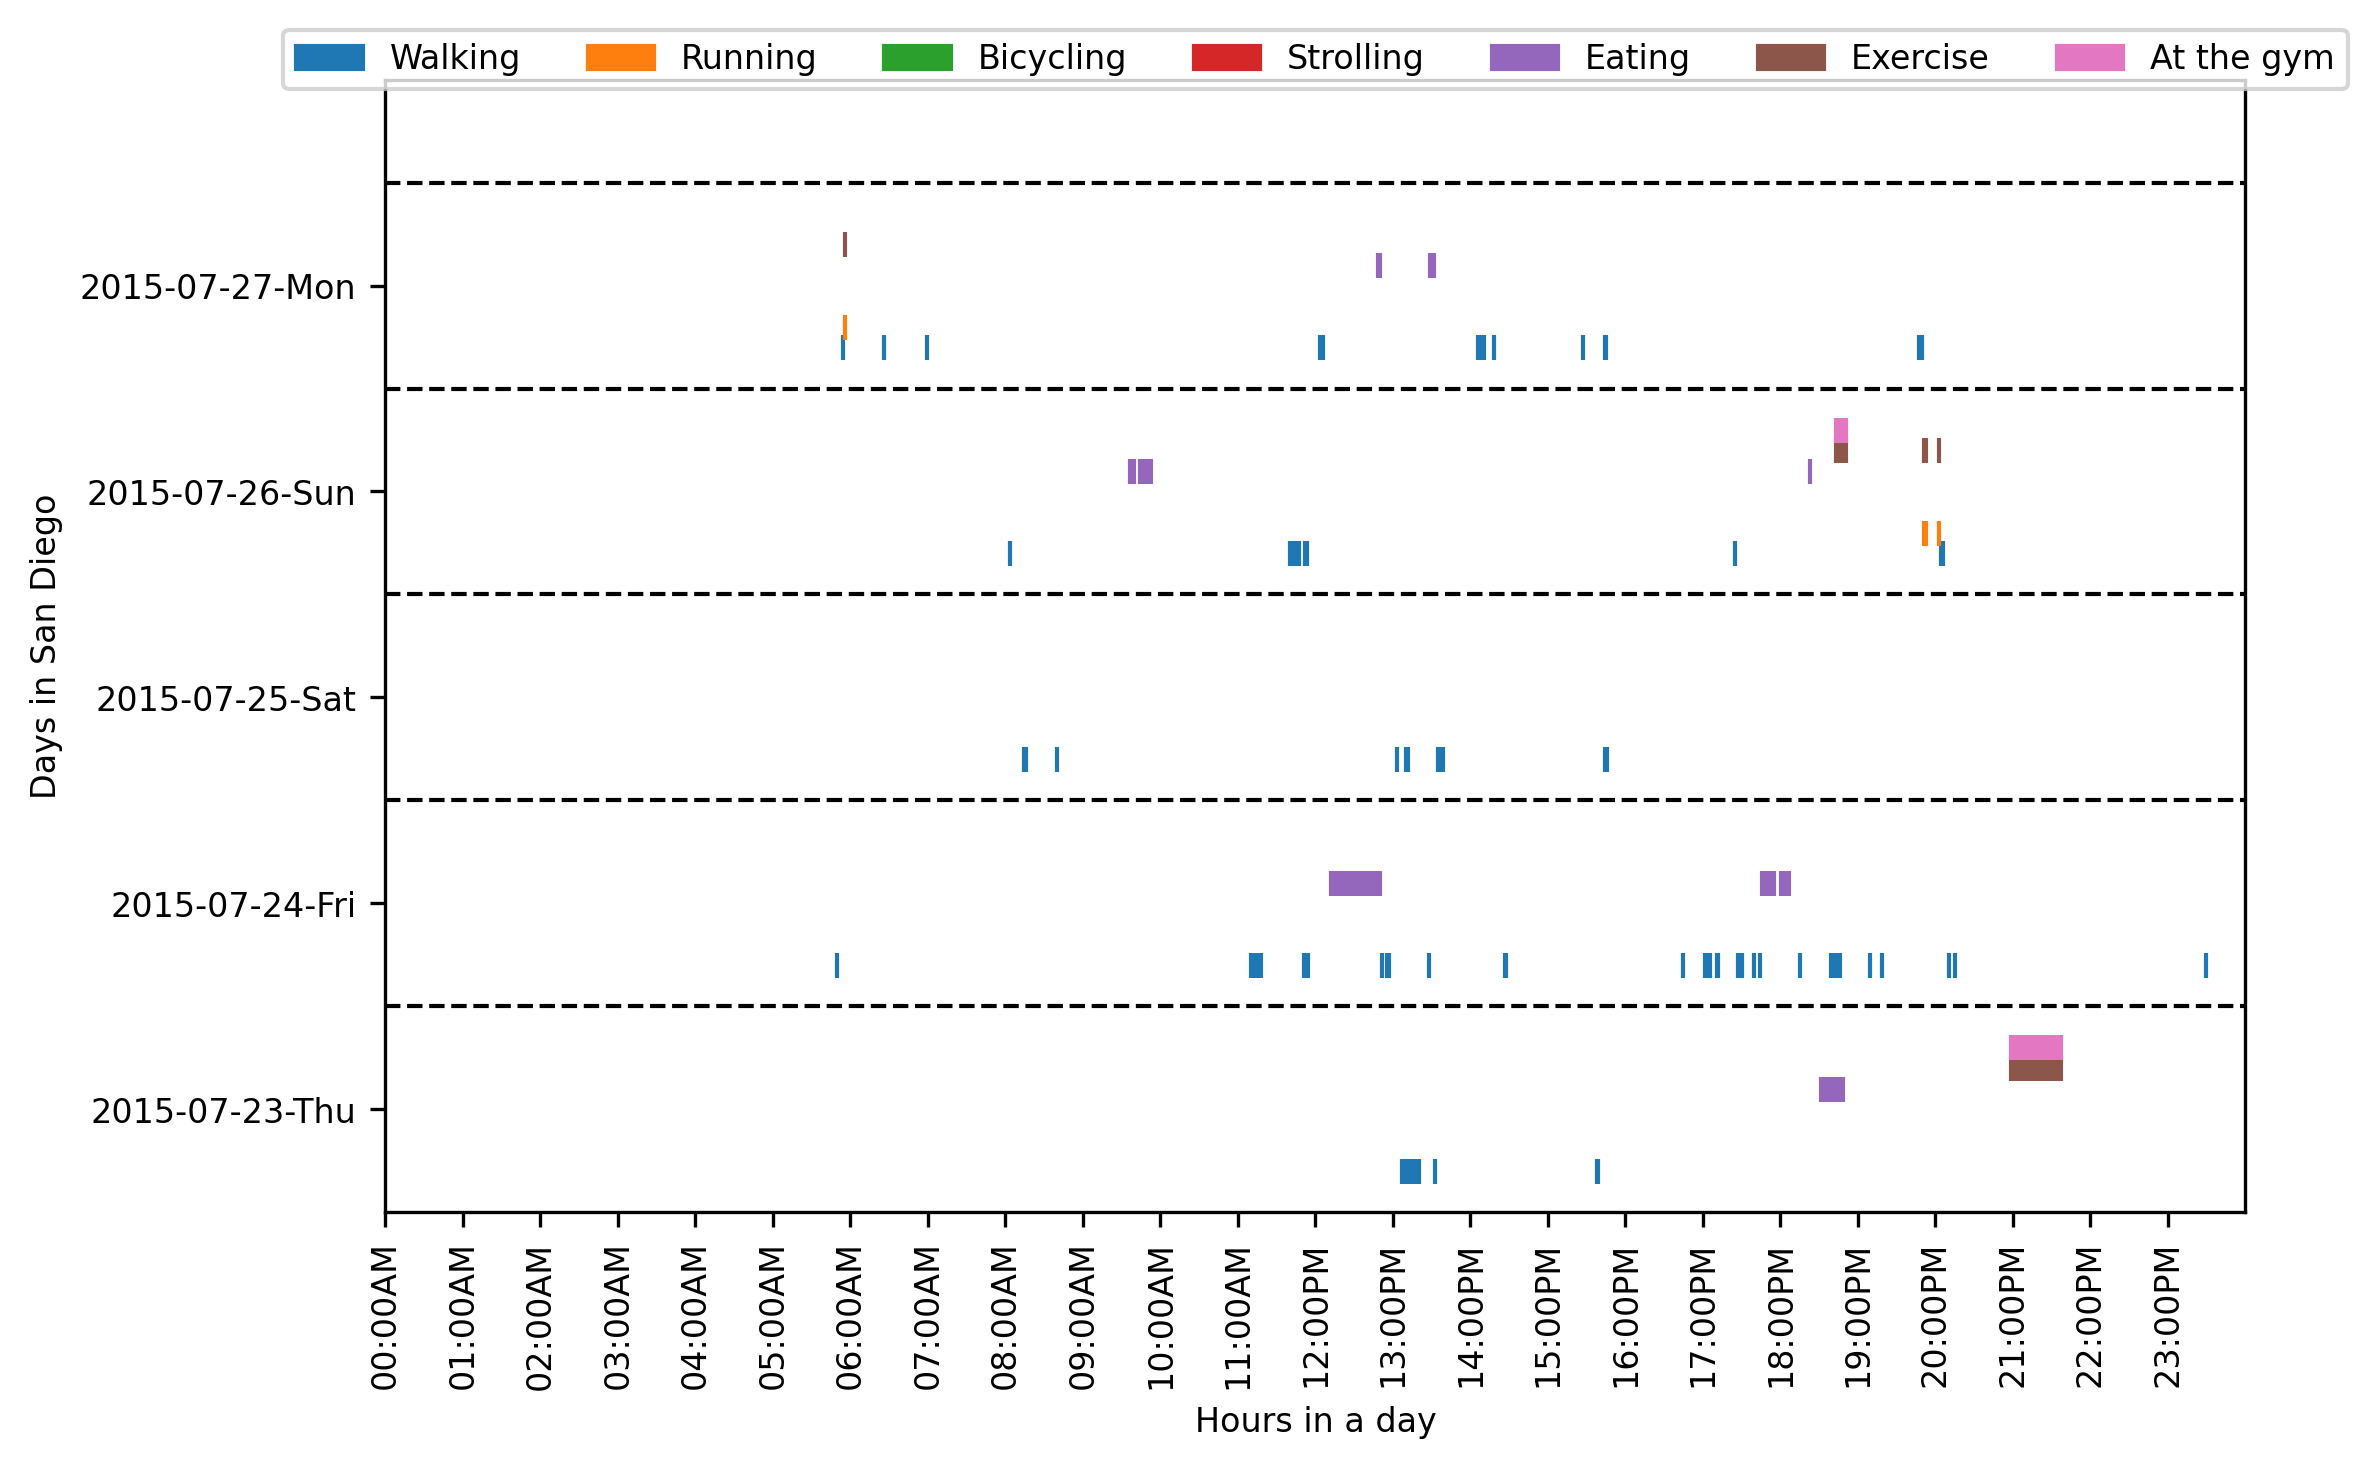 Walking Running Bicycling Strolling Eating Exercise At the gym
Days in San Diego
2015-07-27-Mon
2015-07-26-Sun
2015-07-25-Sat
2015-07-24-Fri
2015-07-23-Thu
00:00AM 01:00AM 02:00AM 03:00AM 04:00AM 05:00AM 06:00AM 07:00AM 08:00AM 09:00AM 10:00AM 11:00AM 12:00PM 13:00PM 14:00PM 15:00PM 16:00PM 17:00PM 18:00PM 19:00PM 20:00PM 21:00PM 22:00PM 23:00PM
Hours in a day